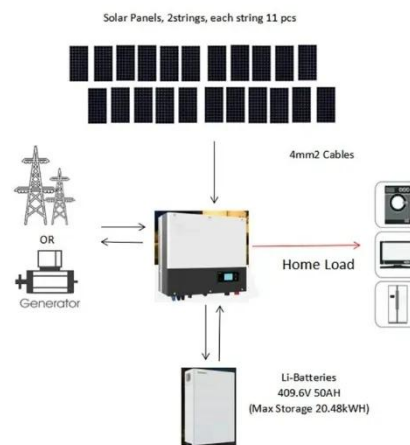 Solar Panels, 2strings, each string 11 pcs
4mm2 Cables
OR
Home Load
Generator
Li-Batteries
409.6V 50AH
(Max Storage 20.48kWH)